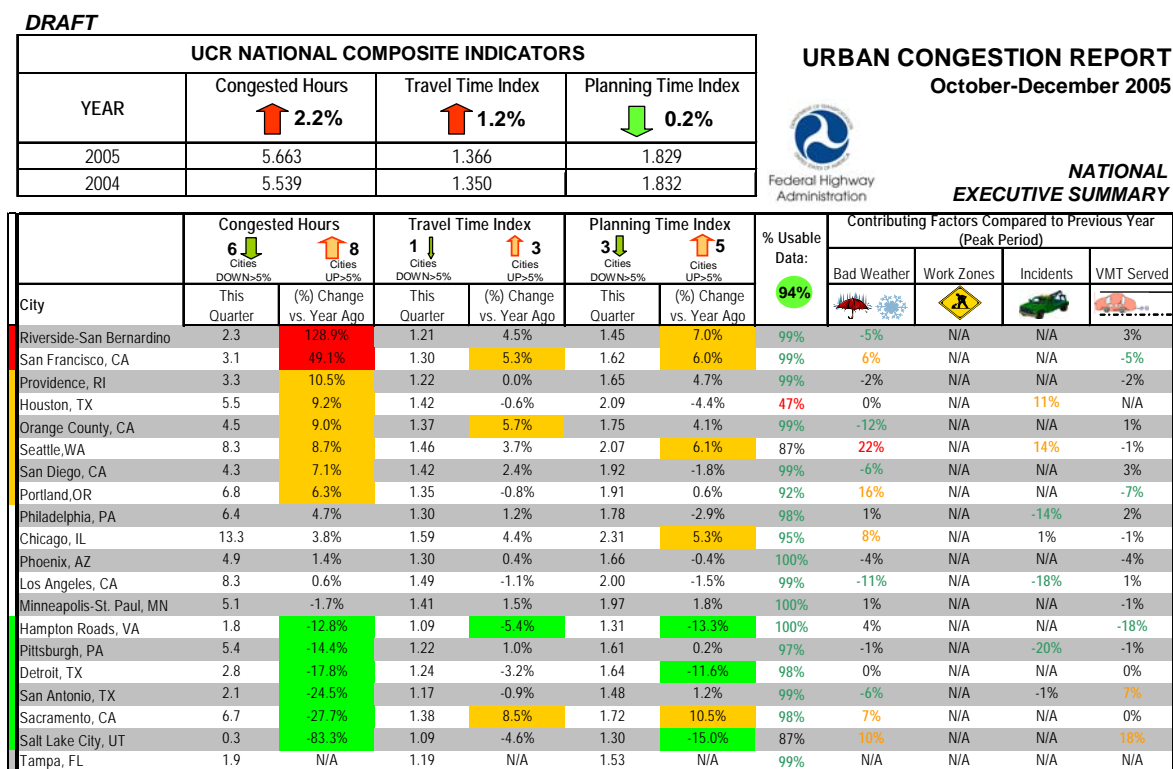 DRAFT
UCR NATIONAL COMPOSITE INDICATORS
YEAR Congested Hours Travel Time Index Planning Time Index
2.2% 1.2% 0.2%
2005 5.663 1.366 1.829
2004 5.539 1.350 1.832
URBAN CONGESTION REPORT
October-December 2005
DEPARTMENT OF TRANSPORTATION
UNITED STATES OF AMERICA
Federal Highway
Administration
NATIONAL
EXECUTIVE SUMMARY
Congested Hours Travel Time Index Planning Time Index % Usable Data: Contributing Factors Compared to Previous Year (Peak Period)
6 Cities DOWN>5% 8 Cities UP>5% 1 Cities DOWN>5% 3 Cities UP>5% 3 Cities DOWN>5% 5 Cities UP>5% 94% Bad Weather Work Zones Incidents VMT Served
City This Quarter (%) Change vs. Year Ago This Quarter (%) Change vs. Year Ago This Quarter (%) Change vs. Year Ago
Riverside-San Bernardino 2.3 128.9% 1.21 4.5% 1.45 7.0% 99% -5% N/A N/A 3%
San Francisco, CA 3.1 49.1% 1.30 5.3% 1.62 6.0% 99% 6% N/A N/A -5%
Providence, RI 3.3 10.5% 1.22 0.0% 1.65 4.7% 99% -2% N/A N/A -2%
Houston, TX 5.5 9.2% 1.42 -0.6% 2.09 -4.4% 47% 0% N/A 11% N/A
Orange County, CA 4.5 9.0% 1.37 5.7% 1.75 4.1% 99% -12% N/A N/A 1%
Seattle,WA 8.3 8.7% 1.46 3.7% 2.07 6.1% 87% 22% N/A 14% -1%
San Diego, CA 4.3 7.1% 1.42 2.4% 1.92 -1.8% 99% -6% N/A N/A 3%
Portland,OR 6.8 6.3% 1.35 -0.8% 1.91 0.6% 92% 16% N/A N/A -7%
Philadelphia, PA 6.4 4.7% 1.30 1.2% 1.78 -2.9% 98% 1% N/A -14% 2%
Chicago, IL 13.3 3.8% 1.59 4.4% 2.31 5.3% 95% 8% N/A 1% -1%
Phoenix, AZ 4.9 1.4% 1.30 0.4% 1.66 -0.4% 100% -4% N/A N/A -4%
Los Angeles, CA 8.3 0.6% 1.49 -1.1% 2.00 -1.5% 99% -11% N/A -18% 1%
Minneapolis-St. Paul, MN 5.1 -1.7% 1.41 1.5% 1.97 1.8% 100% 1% N/A N/A -1%
Hampton Roads, VA 1.8 -12.8% 1.09 -5.4% 1.31 -13.3% 100% 4% N/A N/A -18%
Pittsburgh, PA 5.4 -14.4% 1.22 1.0% 1.61 0.2% 97% -1% N/A -20% -1%
Detroit, TX 2.8 -17.8% 1.24 -3.2% 1.64 -11.6% 98% 0% N/A N/A 0%
San Antonio, TX 2.1 -24.5% 1.17 -0.9% 1.48 1.2% 99% -6% N/A -1% 7%
Sacramento, CA 6.7 -27.7% 1.38 8.5% 1.72 10.5% 98% 7% N/A N/A 0%
Salt Lake City, UT 0.3 -83.3% 1.09 -4.6% 1.30 -15.0% 87% 10% N/A N/A 18%
Tampa, FL 1.9 N/A 1.19 N/A 1.53 N/A 99% N/A N/A N/A N/A